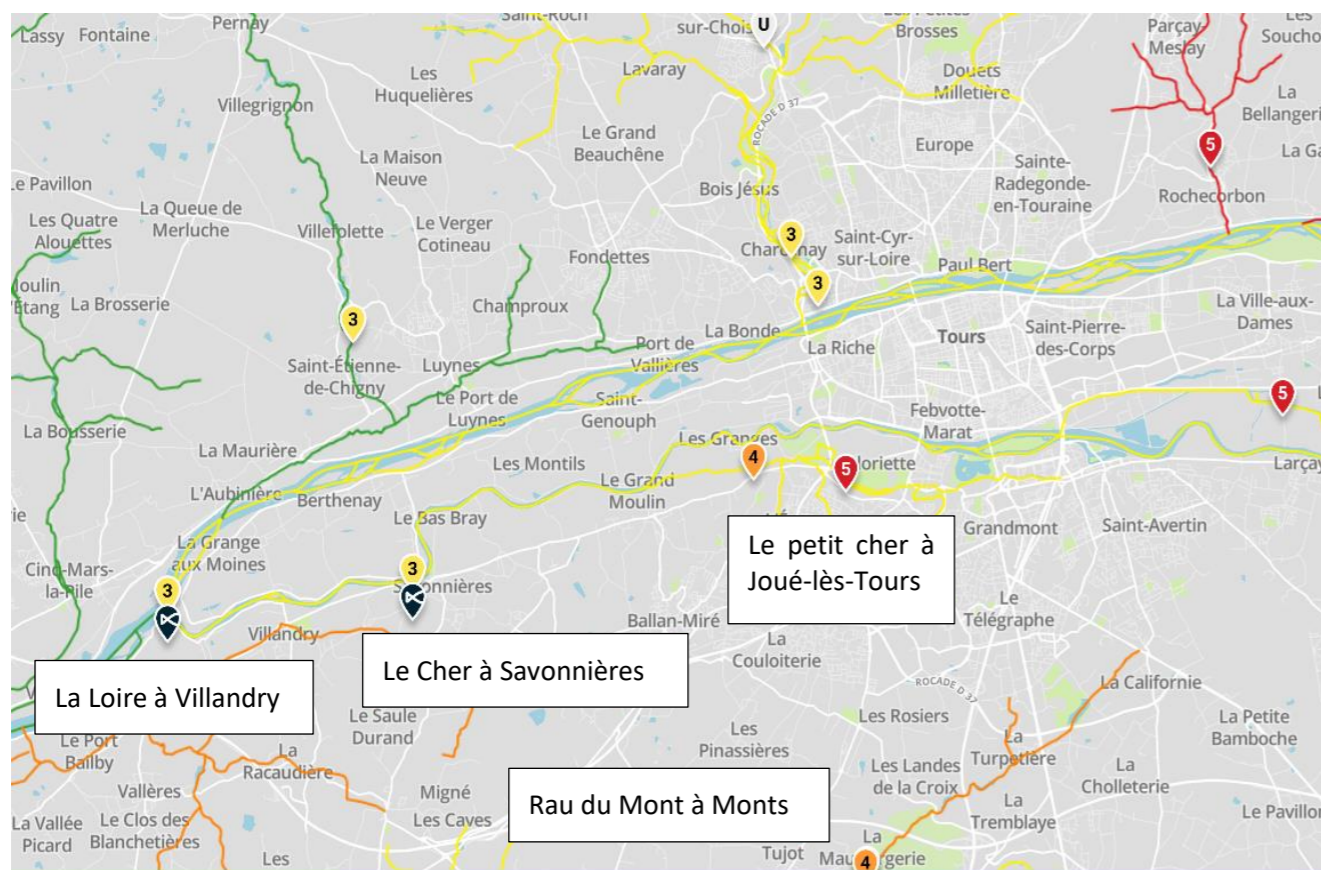 Lassy
Fontaine
Pernay
Saint-Roch
sur-Chois
U
Brosses
Parçay-
Meslay
Les
Souchо
Lavaray
Les
Huquelières
Villegrignon
Douets
Milletière
La
Bellangeri
ROCADE D 37
Le Grand
Beauchêne
Europe
5
La Maison
Neuve
Sainte-
Radegonde-
en-Touraine
La Ga
Le Pavillon
Bois Jésus
Rochecorbon
La Queue de
Merluche
Les Quatre
Alouettes
Villefolette
Le Verger
Cotineau
3
Saint-Cyr-
sur-Loire
Fondettes
Paul Bert
3
La Brosserie
Champroux
La Ville-aux-
Dames
3
La Bonde
Tours
Saint-Pierre-
des-Corps
Port de
Vallières
La Riche
Saint-Étienne-
de-Chigny
Luynes
Le Port de
Luynes
Saint-
Genouph
5
Febvotte-
Marat
La Bousserie
Les Granges
La Maurière
4
5
Les Montils
Larçay
Le Grand
Moulin
L'Aubinière
Berthenay
Le Bas Bray
Grandmont
Saint-Avertin
La Grange
aux Moines
Le petit cher à
Joué-lès-Tours
Cinq-Mars-
la-Pile
3
3
Savonnières
Le
Télégraphe
Villandry
Ballan-Miré
La
Couloiterie
Le Cher à Savonnières
La Loire à Villandry
ROCADE D 37
La Californie
Le Saule
Durand
Les Rosiers
La Petite
Bamboche
Le Port
Bailby
Les
Pinassières
La
Racaudière
La
Turpetière
La
Cholleterie
Les Landes
de la Croix
Vallères
Migné
Les Caves
Rau du Mont à Monts
La
Tremblaye
Le Pavillon
La Vallée
Picard
Le Clos des
Blanchetières
Les
Tujot
La
4